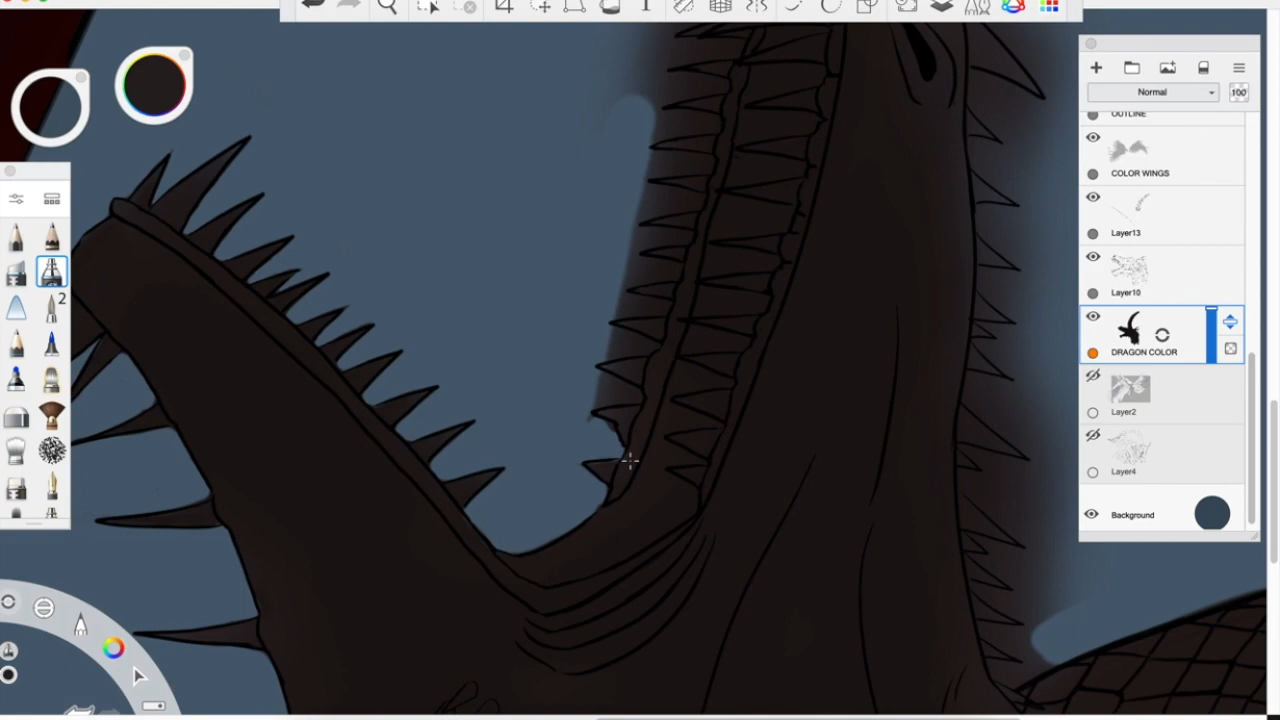 Normal
100
OUTLINE
COLOR WINGS
Layer13
Layer10
DRAGON COLOR
Layer2
Layer4
Background
2